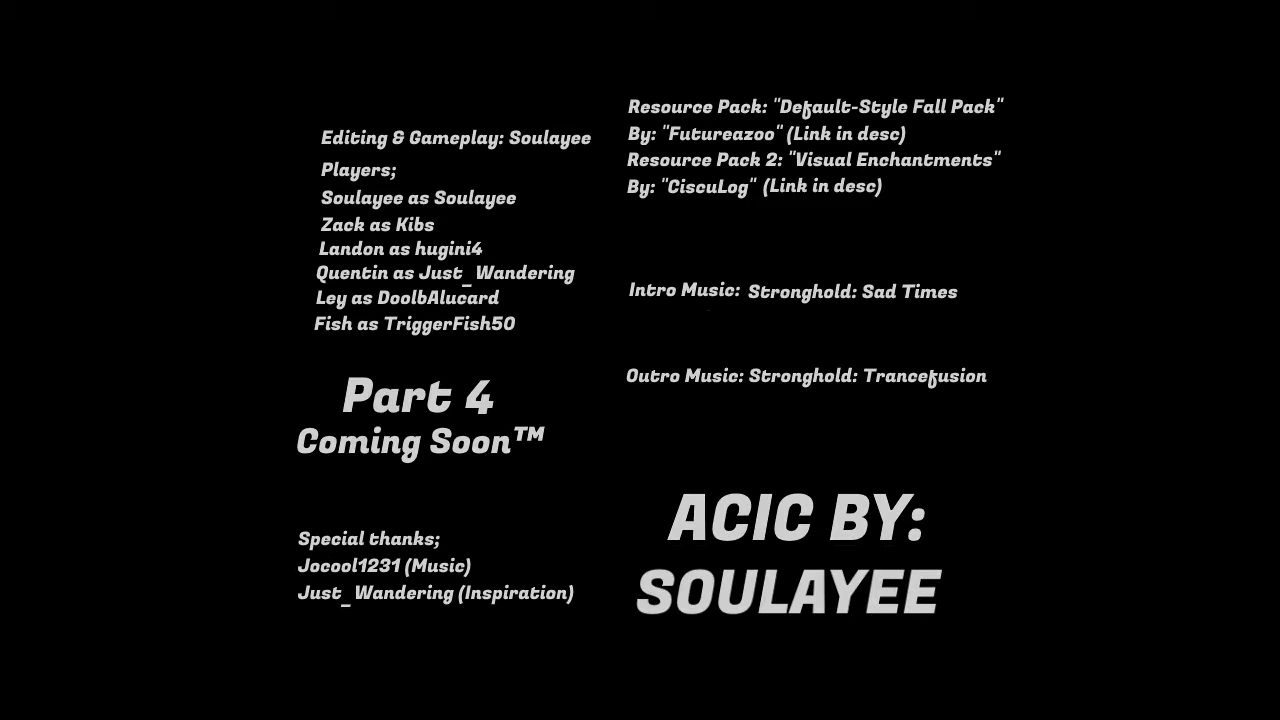 Editing & Gameplay: Soulayee
Players;
Soulayee as Soulayee
Zack as Kibs
Landon as hugini4
Quentin as Just_Wandering
Ley as DoolbAlucard
Fish as TriggerFish50
Part 4
Coming Soon™
Special thanks;
Jocool1231 (Music)
Just_Wandering (Inspiration)
Resource Pack: "Default-Style Fall Pack"
By: "Futureazoo" (Link in desc)
Resource Pack 2: "Visual Enchantments"
By: "CiscuLog" (Link in desc)
Intro Music: Stronghold: Sad Times
Outro Music: Stronghold: Trancefusion
ACIC BY:
SOULAYEE